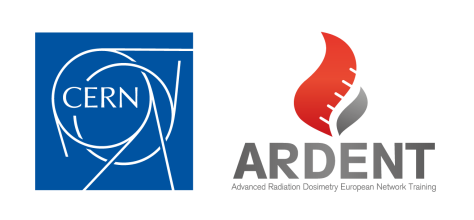 CERN
ARDENT
Advanced Radiation Dosimetry European Network Training